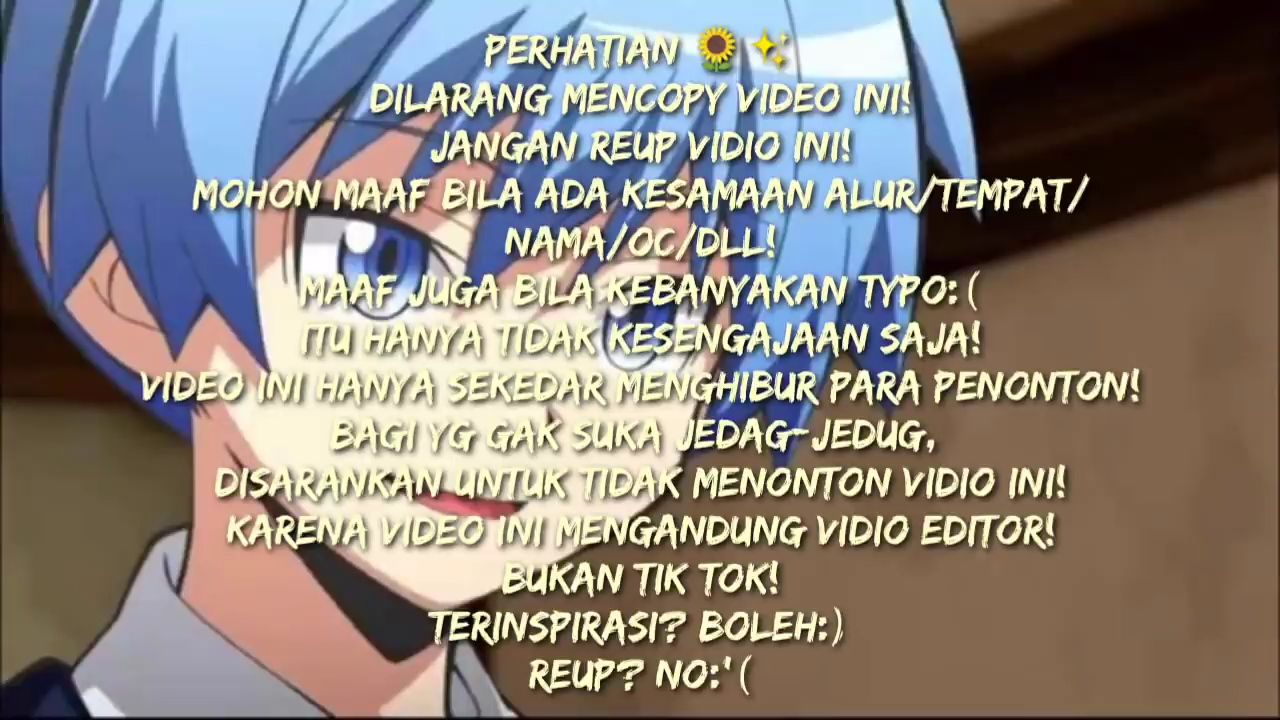 PERHATIAN 🌻✨
DILARANG MENCOPY VIDEO INI!
JANGAN REUP VIDIO INI!
MOHON MAAF BILA ADA KESAMAAN ALUR/TEMPAT/
NAMA/OC/DLL!
MAAF JUGA BILA KEBANYAKAN TYPO:(
ITU HANYA TIDAK KESENGAJAAN SAJA!
VIDEO INI HANYA SEKEDAR MENGHIBUR PARA PENONTON!
BAGI YG GAK SUKA JEDAG-JEDUG,
DISARANKAN UNTUK TIDAK MENONTON VIDIO INI!
KARENA VIDEO INI MENGANDUNG VIDIO EDITOR!
BUKAN TIK TOK!
TERINSPIRASI? BOLEH:)
REUP? NO:'(